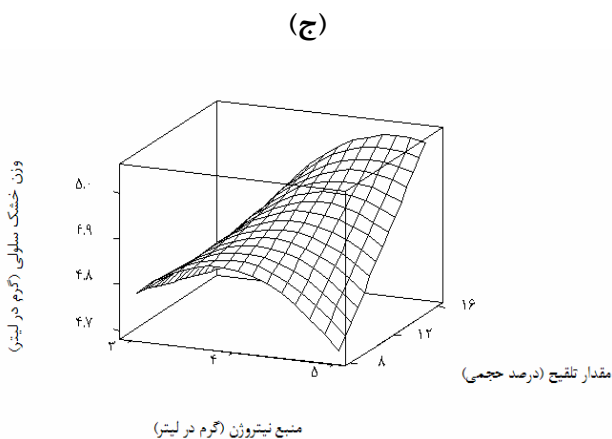 (ج)
وزن خشک سلولی (گرم در لیتر)
۵.۰
۴.۹
۴.۸
۴.۷
۳
۴
۵
۸
۱۲
۱۶
مقدار تلقیح (درصد حجمی)
منبع نیتروژن (گرم در لیتر)